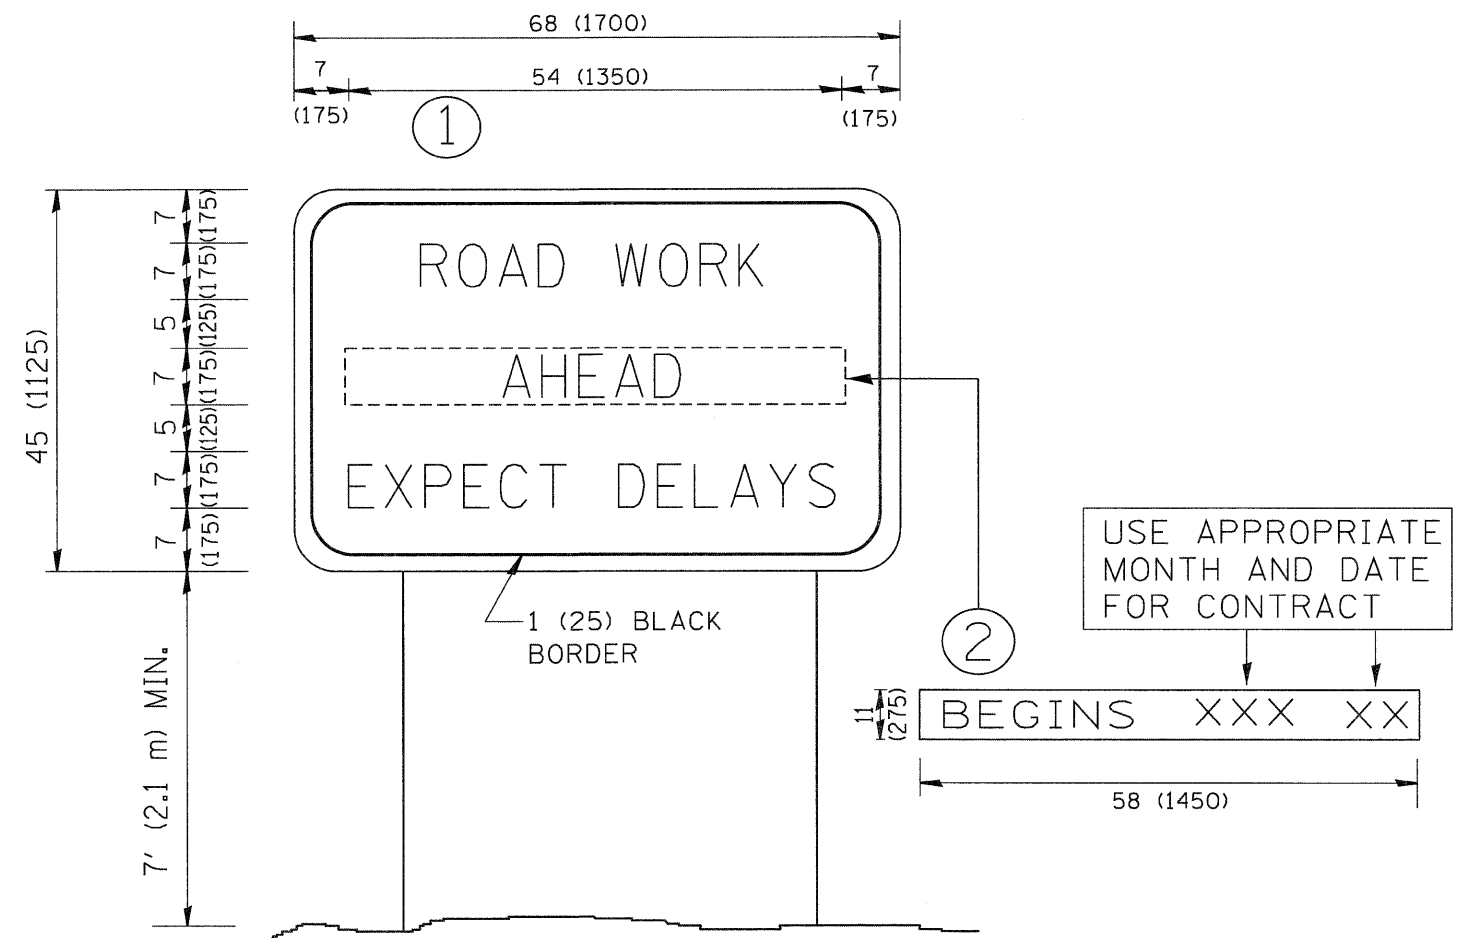 68 (1700)
7 54 (1350) 7
(175) (175)
1
45 (1125)
7 (175)
7 (175)
5 (125)
7 (175)
5 (125)
7 (175)
7 (175)
ROAD WORK
AHEAD
EXPECT DELAYS
1 (25) BLACK
BORDER
7' (2.1 m) MIN.
2
USE APPROPRIATE
MONTH AND DATE
FOR CONTRACT
11
(275)
BEGINS XXX XX
58 (1450)